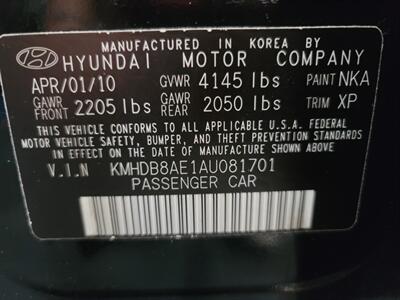 MANUFACTURED IN KOREA BY
HYUNDAI MOTOR COMPANY
APR/01/10 GVWR 4145 lbs PAINT NKA
GAWR FRONT 2205 lbs GAWR REAR 2050 lbs TRIM XP
THIS VEHICLE CONFORMS TO ALL APPLICABLE U.S.A. FEDERAL
MOTOR VEHICLE SAFETY, BUMPER, AND THEFT PREVENTION STANDARDS
IN EFFECT ON THE DATE OF MANUFACTURE SHOWN ABOVE.
V.I.N KMHDB8AE1AU081701
PASSENGER CAR